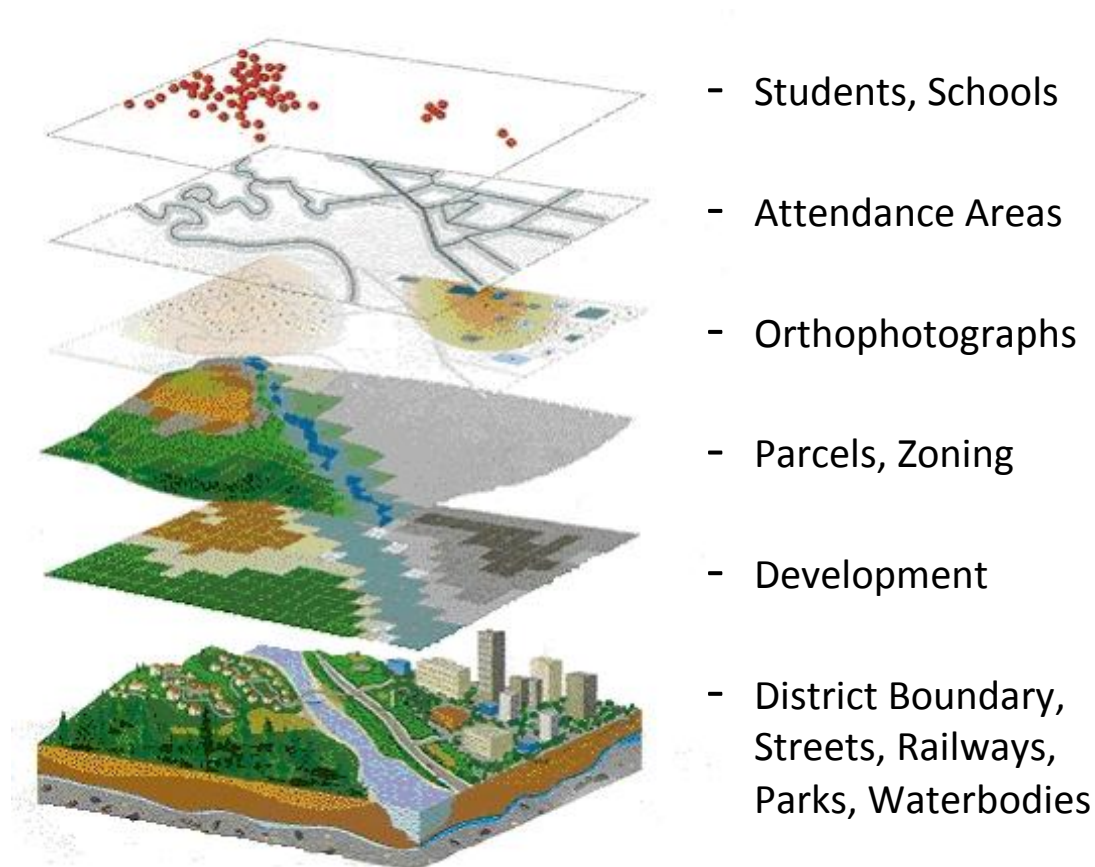 - Students, Schools
- Attendance Areas
- Orthophotographs
- Parcels, Zoning
- Development
- District Boundary,
Streets, Railways,
Parks, Waterbodies